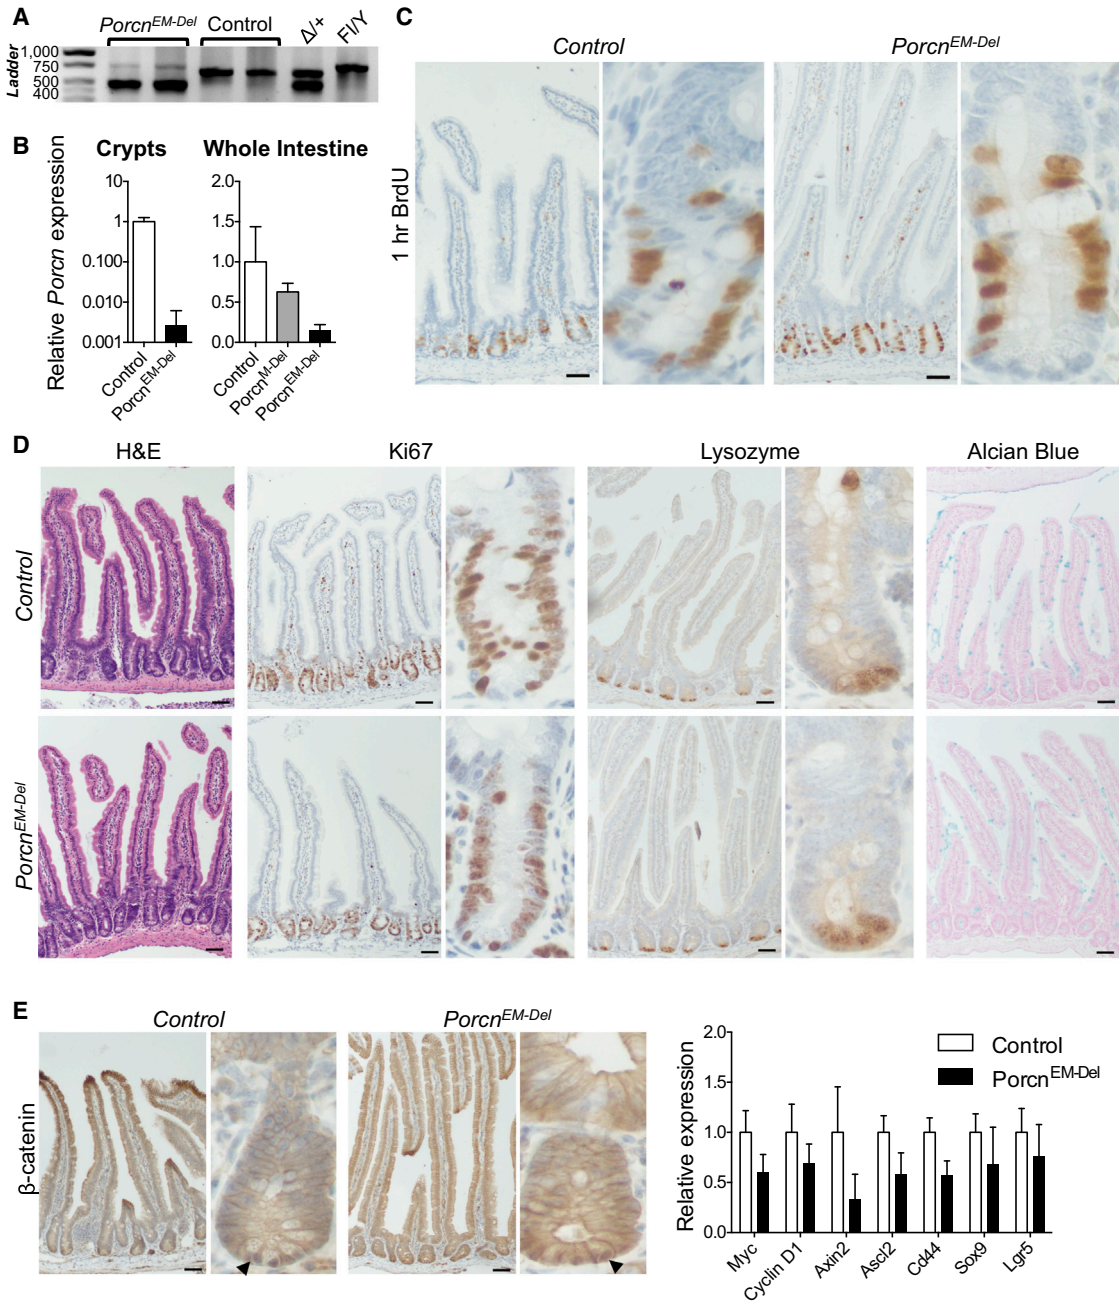 A
Porcn^EM-Del
Control
Δ/+
Fl/Y
Ladder
1,000
750
500
400
B
Crypts
Whole Intestine
Relative Porcn expression
10
1
0.100
0.010
0.001
Control
Porcn^EM-Del
2.0
1.5
1.0
0.5
0.0
Control
Porcn^M-Del
Porcn^EM-Del
C
Control
Porcn^EM-Del
1 hr BrdU
D
H&E
Ki67
Lysozyme
Alcian Blue
Control
Porcn^EM-Del
E
Control
Porcn^EM-Del
β-catenin
Relative expression
2.0
1.5
1.0
0.5
0.0
Control
Porcn^EM-Del
Myc
Cyclin D1
Axin2
Ascl2
Cd44
Sox9
Lgr5